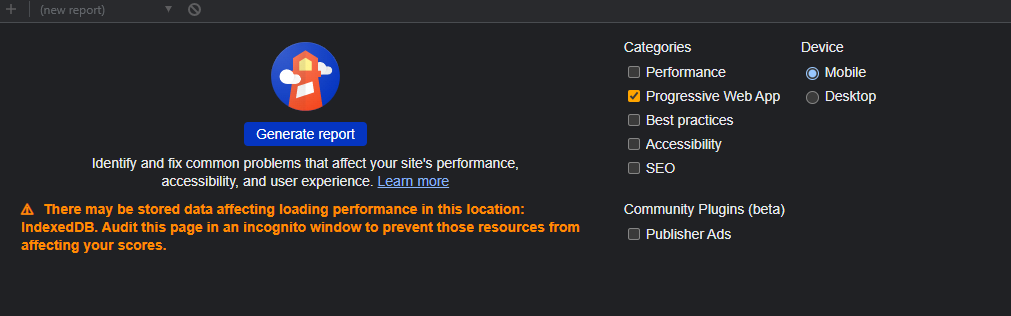 (new report)
Generate report
Identify and fix common problems that affect your site's performance,
accessibility, and user experience. Learn more
There may be stored data affecting loading performance in this location:
IndexedDB. Audit this page in an incognito window to prevent those resources from
affecting your scores.
Categories
Performance
Progressive Web App
Best practices
Accessibility
SEO
Community Plugins (beta)
Publisher Ads
Device
Mobile
Desktop